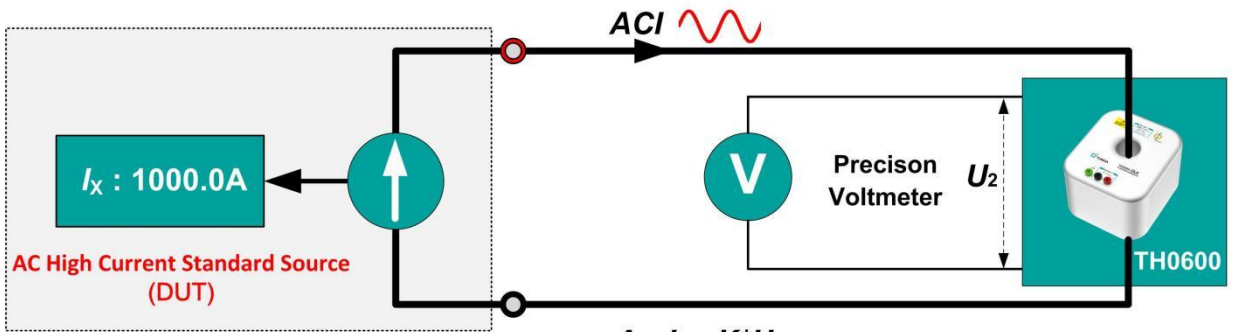 ACI
Iₓ : 1000.0A
V
Precison
Voltmeter
U₂
AC High Current Standard Source
(DUT)
TH0600